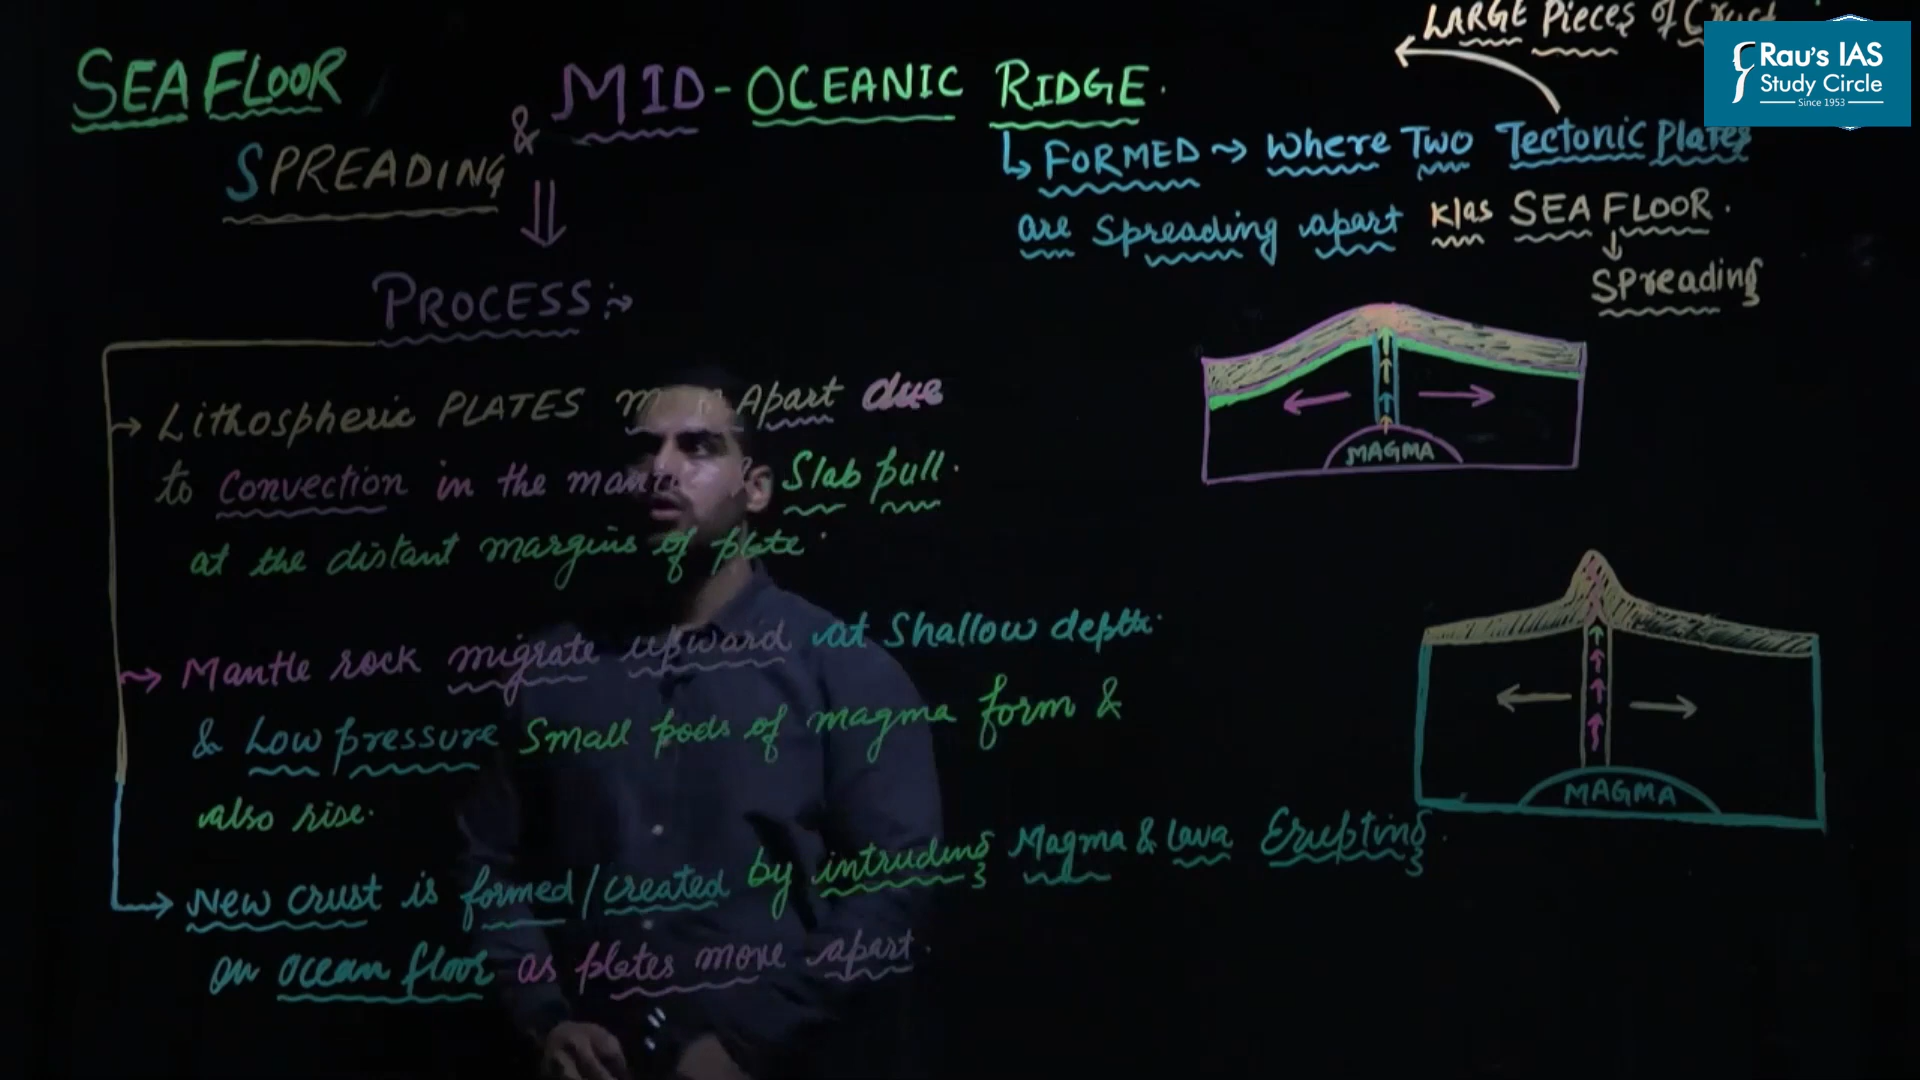 SEA FLOOR
SPREADING
&
MID-OCEANIC RIDGE.
LARGE Pieces of Crust
Rau's IAS
Study Circle
Since 1953
FORMED ~> Where Two Tectonic Plates
are Spreading apart k/as SEA FLOOR.
Spreading
PROCESS:~>
Lithospheric PLATES Apart due
to Convection in the Slab pull.
at the distant margins of plate.
Mantle rock migrate upward at Shallow depth.
& Low pressure Small pods of magma form &
also rise.
New crust is formed/created by intruding Magma & Lava Erupting.
on ocean floor as plates move apart.
MAGMA
MAGMA